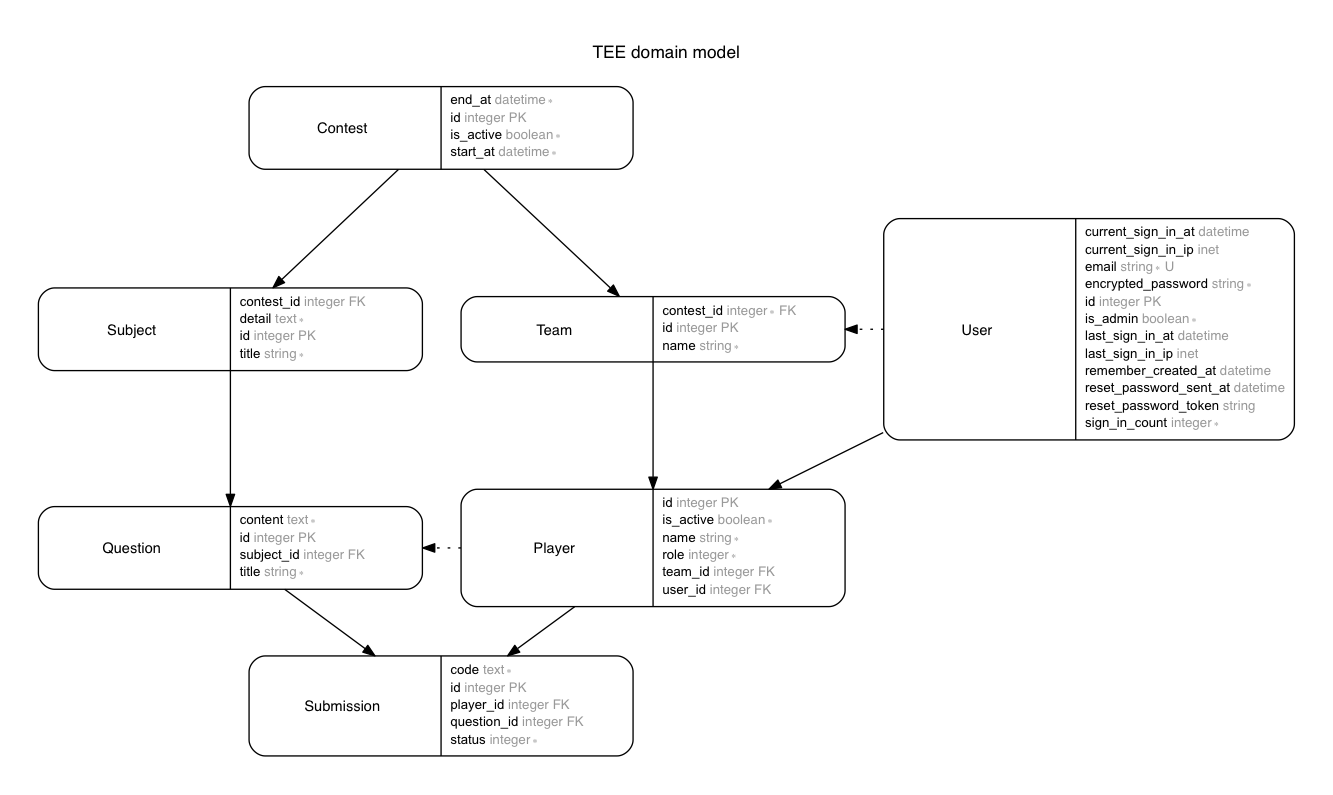 TEE domain model
Contest
end_at datetime *
id integer PK
is_active boolean *
start_at datetime *
Subject
contest_id integer FK
detail text *
id integer PK
title string *
Team
contest_id integer * FK
id integer PK
name string *
User
current_sign_in_at datetime
current_sign_in_ip inet
email string * U
encrypted_password string *
id integer PK
is_admin boolean *
last_sign_in_at datetime
last_sign_in_ip inet
remember_created_at datetime
reset_password_sent_at datetime
reset_password_token string
sign_in_count integer *
Question
content text *
id integer PK
subject_id integer FK
title string *
Player
id integer PK
is_active boolean *
name string *
role integer *
team_id integer FK
user_id integer FK
Submission
code text *
id integer PK
player_id integer FK
question_id integer FK
status integer *